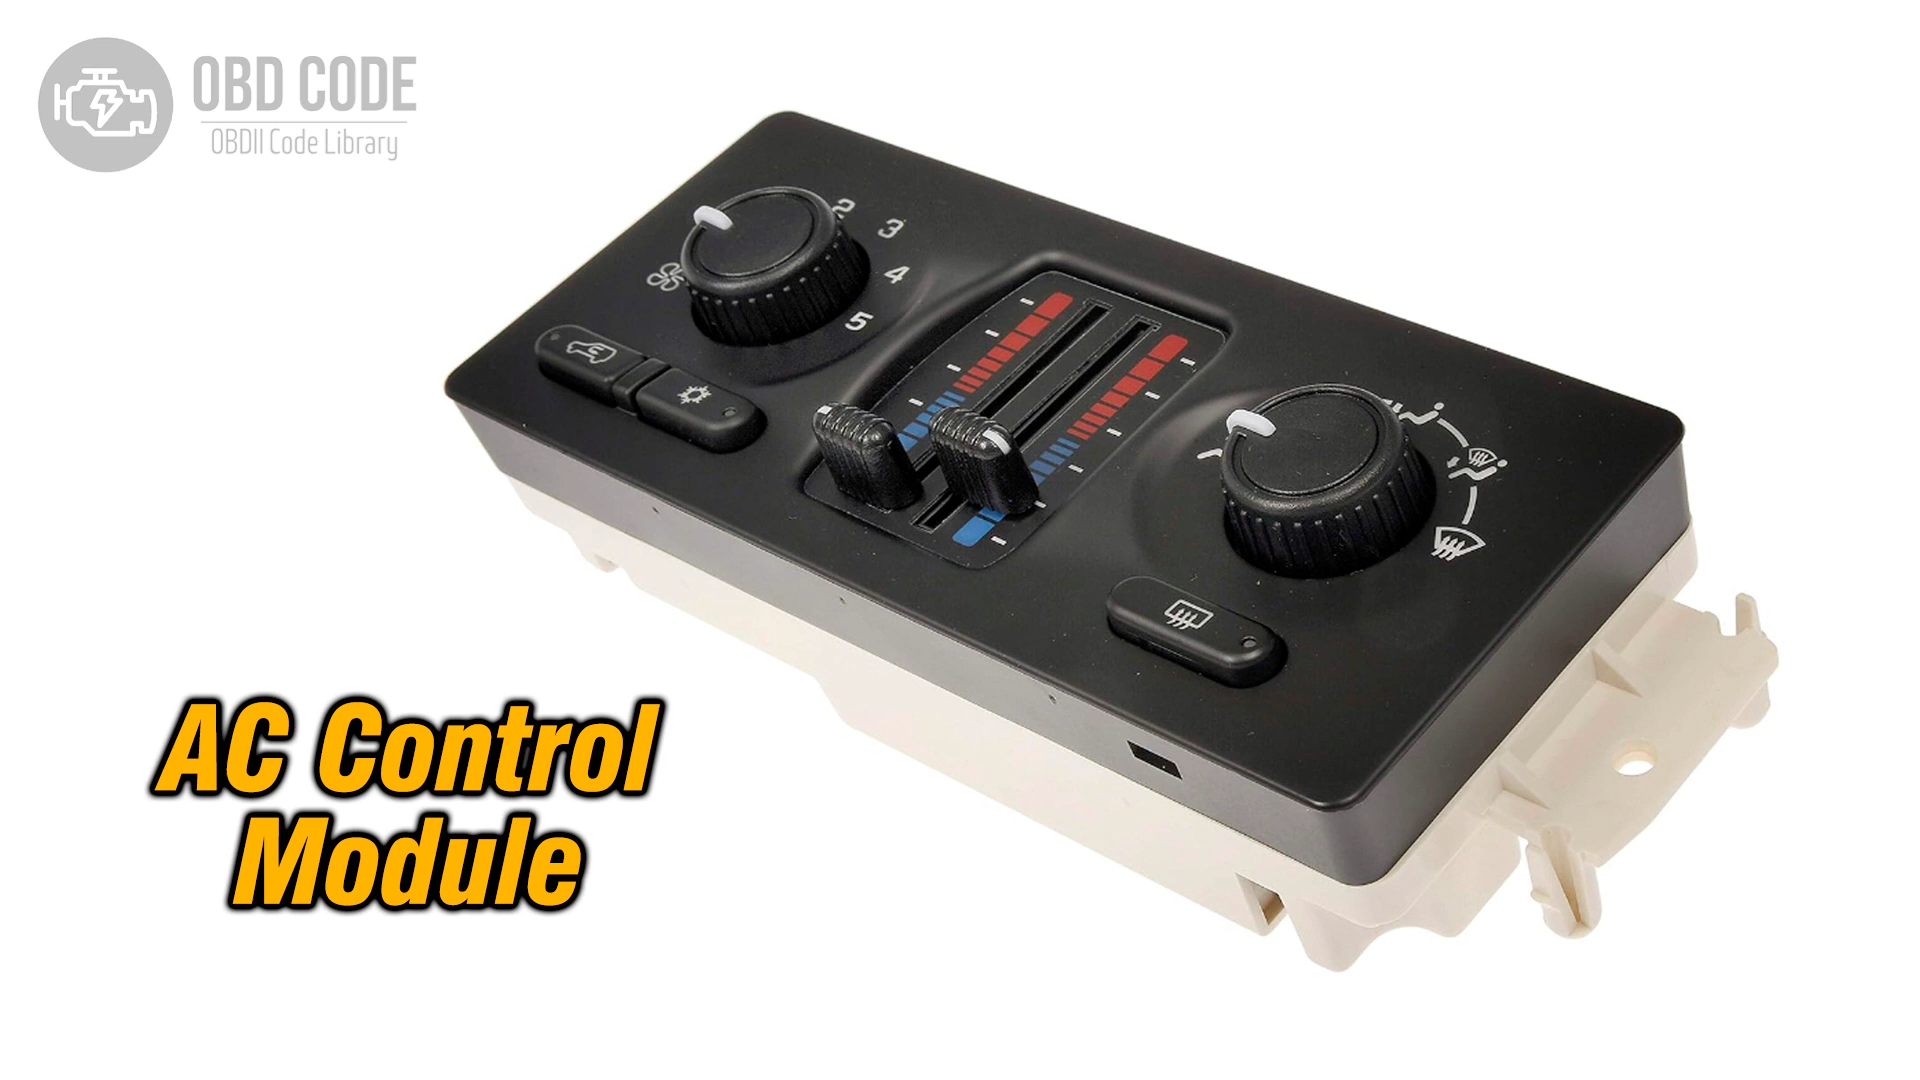 OBD CODE
OBDII Code Library
2
3
4
5
AC Control
Module